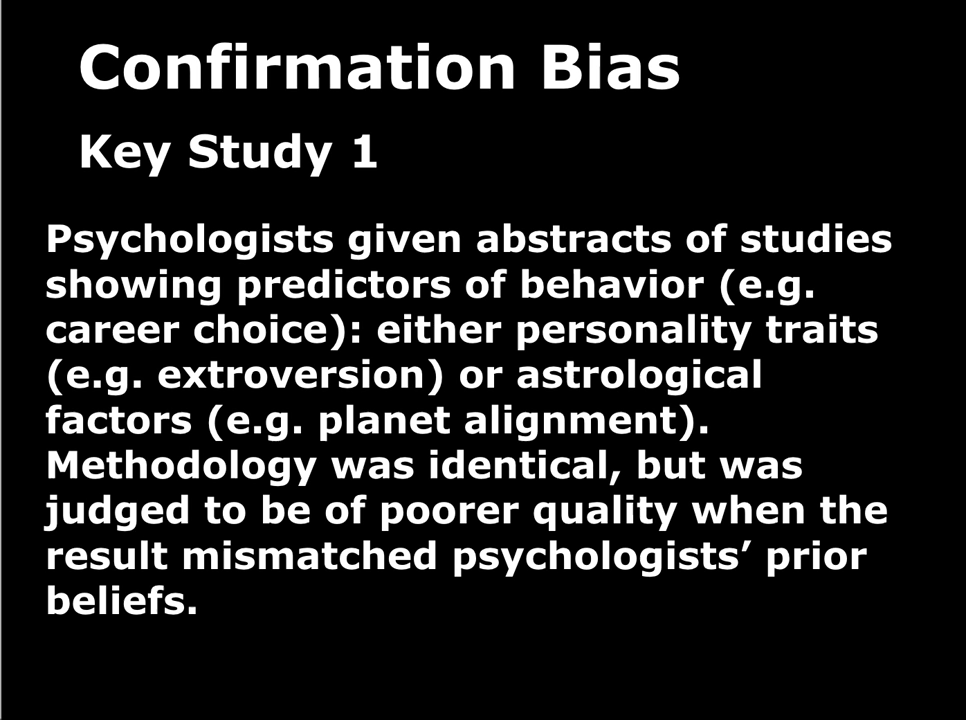 Confirmation Bias
Key Study 1
Psychologists given abstracts of studies
showing predictors of behavior (e.g.
career choice): either personality traits
(e.g. extroversion) or astrological
factors (e.g. planet alignment).
Methodology was identical, but was
judged to be of poorer quality when the
result mismatched psychologists’ prior
beliefs.